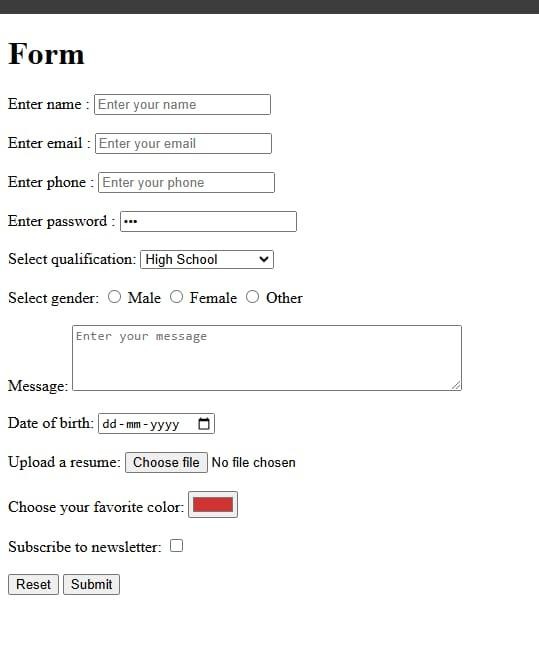 Form
Enter name : Enter your name
Enter email : Enter your email
Enter phone : Enter your phone
Enter password : •••
Select qualification: High School
Select gender: Male Female Other
Message: Enter your message
Date of birth: dd-mm-yyyy
Upload a resume: Choose file No file chosen
Choose your favorite color:
Subscribe to newsletter:
Reset Submit